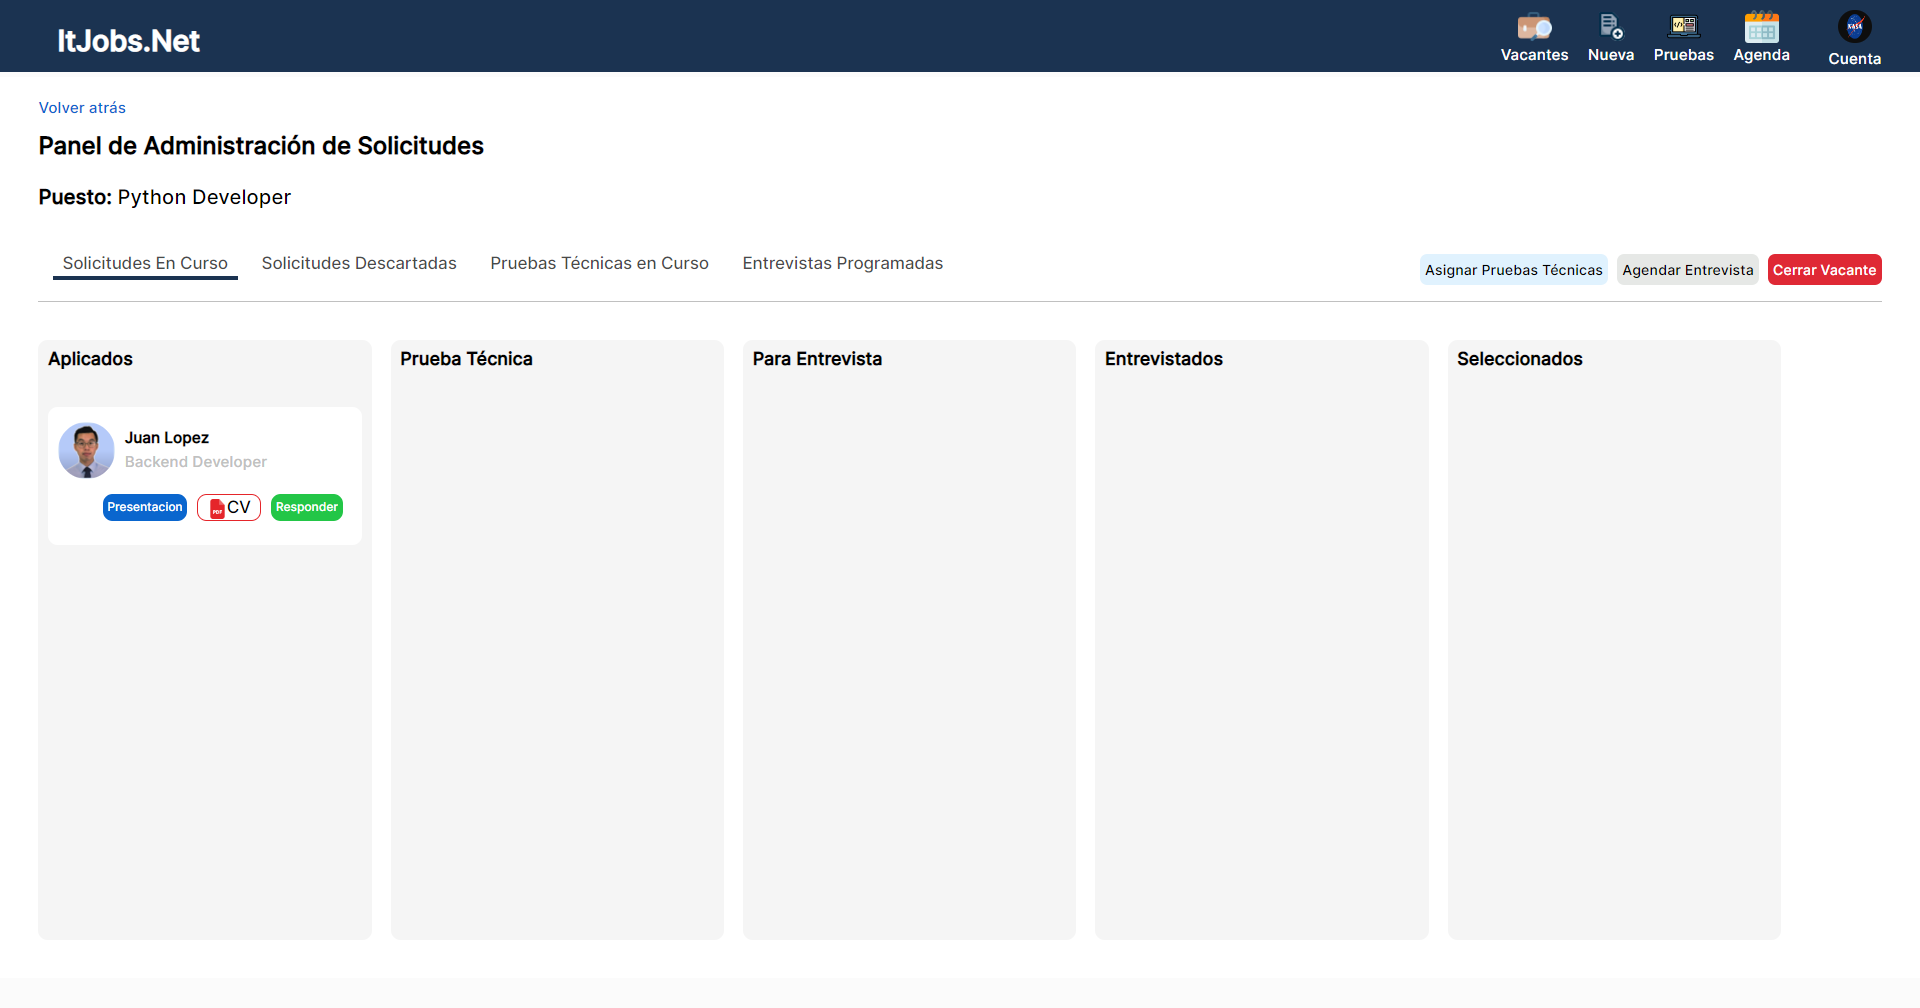 ItJobs.Net
Vacantes
Nueva
Pruebas
Agenda
NASA
Cuenta
Volver atrás
Panel de Administración de Solicitudes
Puesto: Python Developer
Solicitudes En Curso
Solicitudes Descartadas
Pruebas Técnicas en Curso
Entrevistas Programadas
Asignar Pruebas Técnicas
Agendar Entrevista
Cerrar Vacante
Aplicados
Prueba Técnica
Para Entrevista
Entrevistados
Seleccionados
Juan Lopez
Backend Developer
Presentacion
PDF CV
Responder